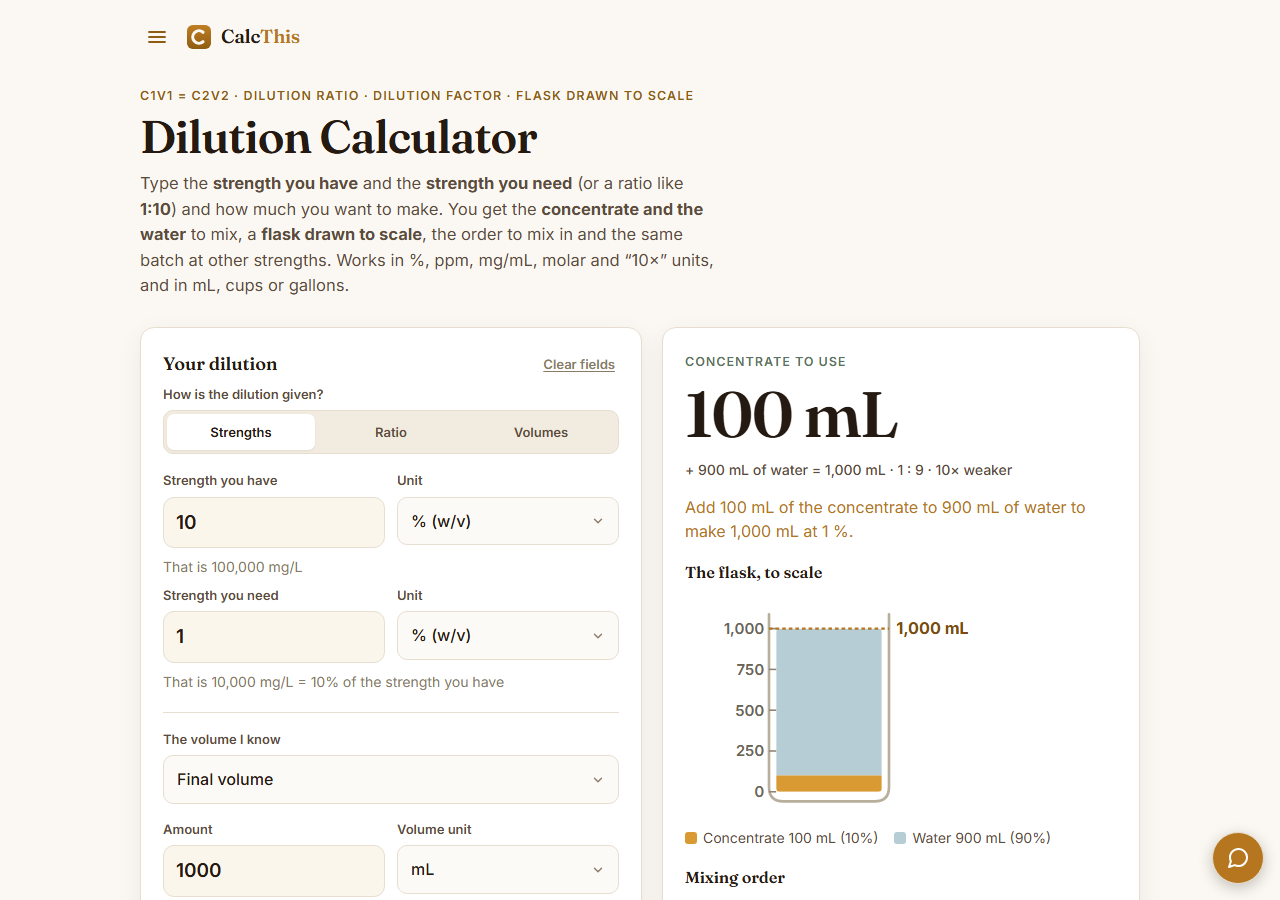 CalcThis
C1V1 = C2V2 · DILUTION RATIO · DILUTION FACTOR · FLASK DRAWN TO SCALE
Dilution Calculator
Type the strength you have and the strength you need (or a ratio like
1:10) and how much you want to make. You get the concentrate and the
water to mix, a flask drawn to scale, the order to mix in and the same
batch at other strengths. Works in %, ppm, mg/mL, molar and “10×” units,
and in mL, cups or gallons.
Your dilution
Clear fields
How is the dilution given?
Strengths
Ratio
Volumes
Strength you have
Unit
10
% (w/v)
That is 100,000 mg/L
Strength you need
Unit
1
% (w/v)
That is 10,000 mg/L = 10% of the strength you have
The volume I know
Final volume
Amount
Volume unit
1000
mL
CONCENTRATE TO USE
100 mL
+ 900 mL of water = 1,000 mL · 1 : 9 · 10× weaker
Add 100 mL of the concentrate to 900 mL of water to
make 1,000 mL at 1 %.
The flask, to scale
1,000
1,000 mL
750
500
250
0
Concentrate 100 mL (10%)
Water 900 mL (90%)
Mixing order